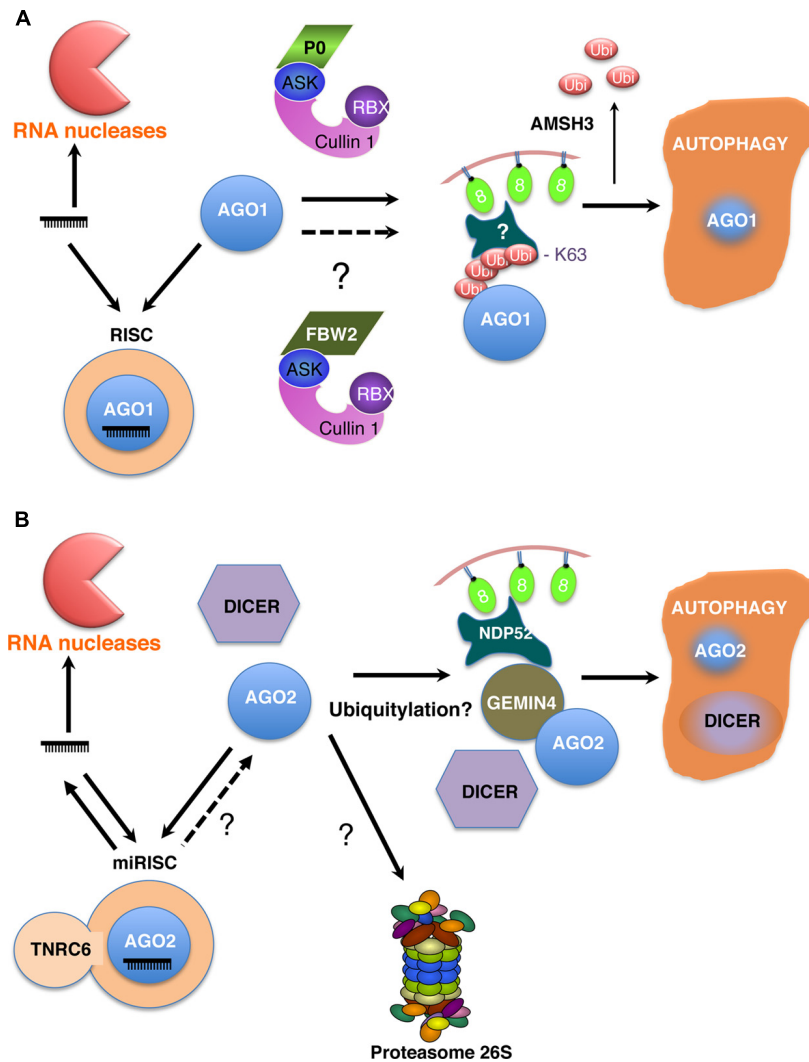 A
P0
ASK
RBX
Cullin 1
RNA nucleases
AGO1
?
RISC
AGO1
FBW2
ASK
RBX
Cullin 1
Ubi
Ubi
Ubi
AMSH3
8
8
8
?
Ubi
Ubi
Ubi
Ubi
- K63
AGO1
AUTOPHAGY
AGO1
B
RNA nucleases
DICER
AGO2
Ubiquitylation?
8
8
8
NDP52
GEMIN4
AGO2
DICER
AUTOPHAGY
AGO2
DICER
?
?
miRISC
TNRC6
AGO2
Proteasome 26S